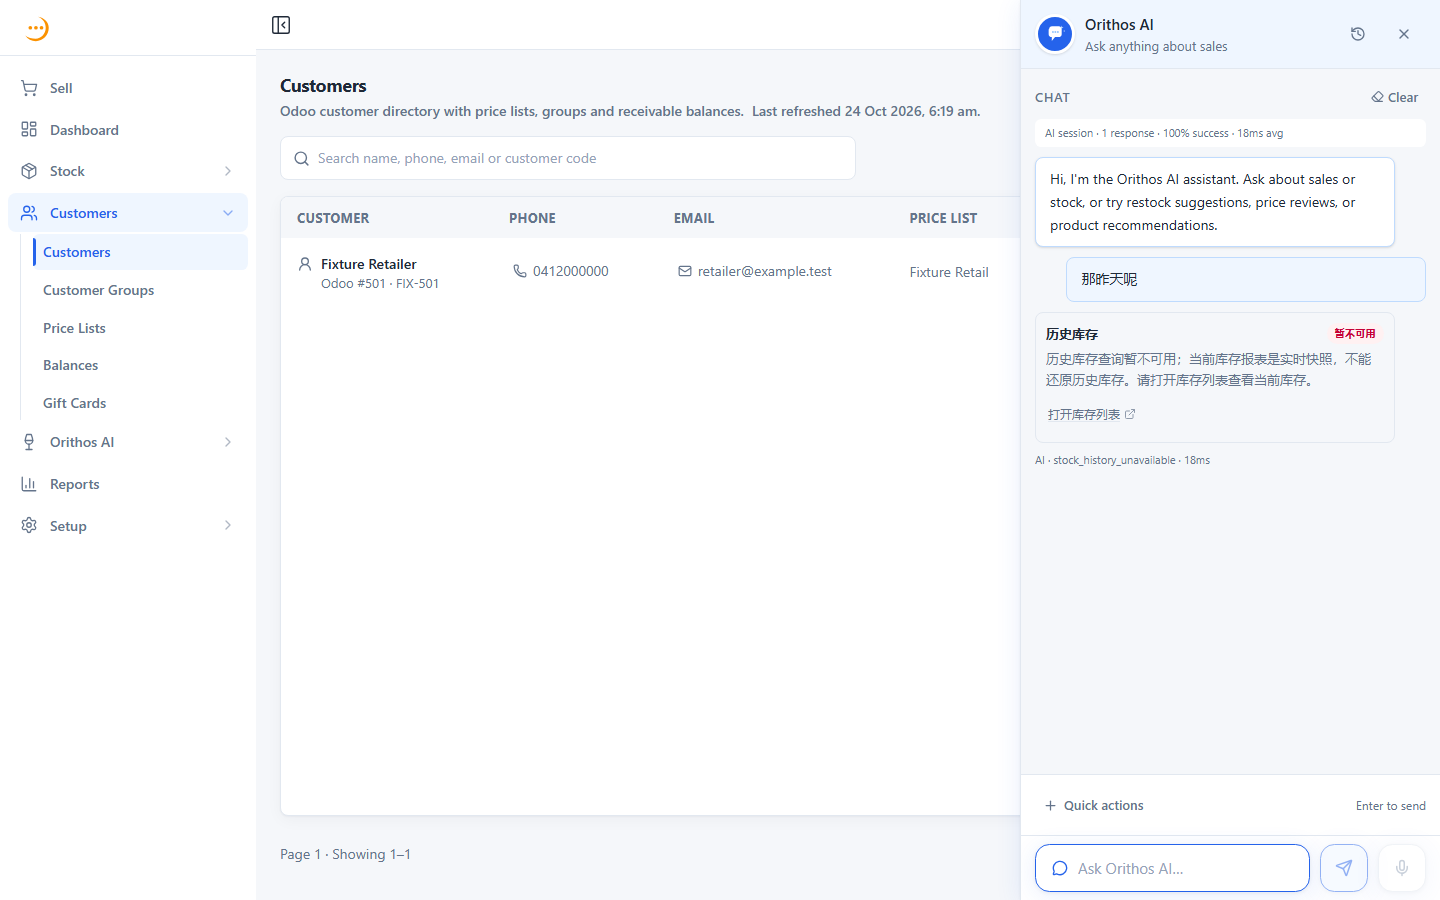 Sell
Dashboard
Stock
Customers
Customers
Customer Groups
Price Lists
Balances
Gift Cards
Orithos AI
Reports
Setup
Customers
Odoo customer directory with price lists, groups and receivable balances. Last refreshed 24 Oct 2026, 6:19 am.
Search name, phone, email or customer code
CUSTOMER PHONE EMAIL PRICE LIST
Fixture Retailer 0412000000 retailer@example.test Fixture Retail
Odoo #501 · FIX-501
Page 1 · Showing 1–1
Orithos AI
Ask anything about sales
CHAT Clear
AI session · 1 response · 100% success · 18ms avg
Hi, I'm the Orithos AI assistant. Ask about sales or
stock, or try restock suggestions, price reviews, or
product recommendations.
那昨天呢
历史库存 暂不可用
历史库存查询暂不可用；当前库存报表是实时快照，不能
还原历史库存。请打开库存列表查看当前库存。
打开库存列表
AI · stock_history_unavailable · 18ms
Quick actions Enter to send
Ask Orithos AI...